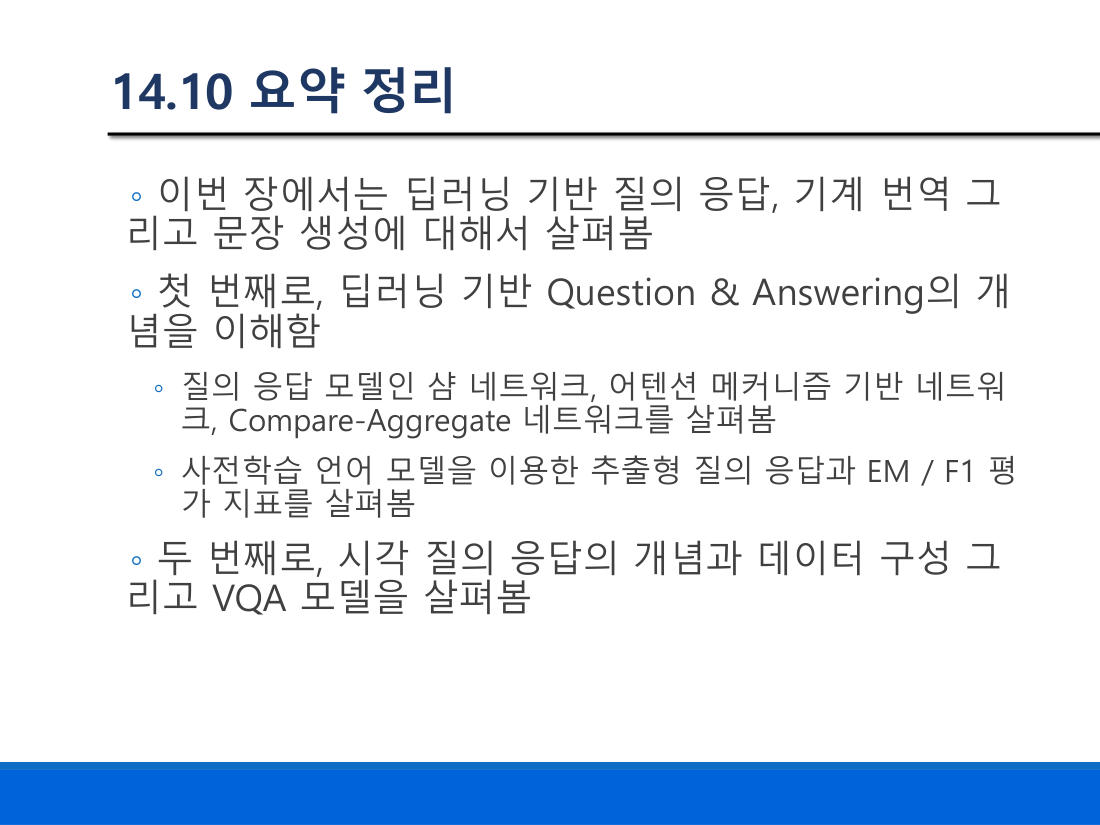 14.10 요약 정리
◦ 이번 장에서는 딥러닝 기반 질의 응답, 기계 번역 그
리고 문장 생성에 대해서 살펴봄
◦ 첫 번째로, 딥러닝 기반 Question & Answering의 개
념을 이해함
◦ 질의 응답 모델인 샴 네트워크, 어텐션 메커니즘 기반 네트워
크, Compare-Aggregate 네트워크를 살펴봄
◦ 사전학습 언어 모델을 이용한 추출형 질의 응답과 EM / F1 평
가 지표를 살펴봄
◦ 두 번째로, 시각 질의 응답의 개념과 데이터 구성 그
리고 VQA 모델을 살펴봄